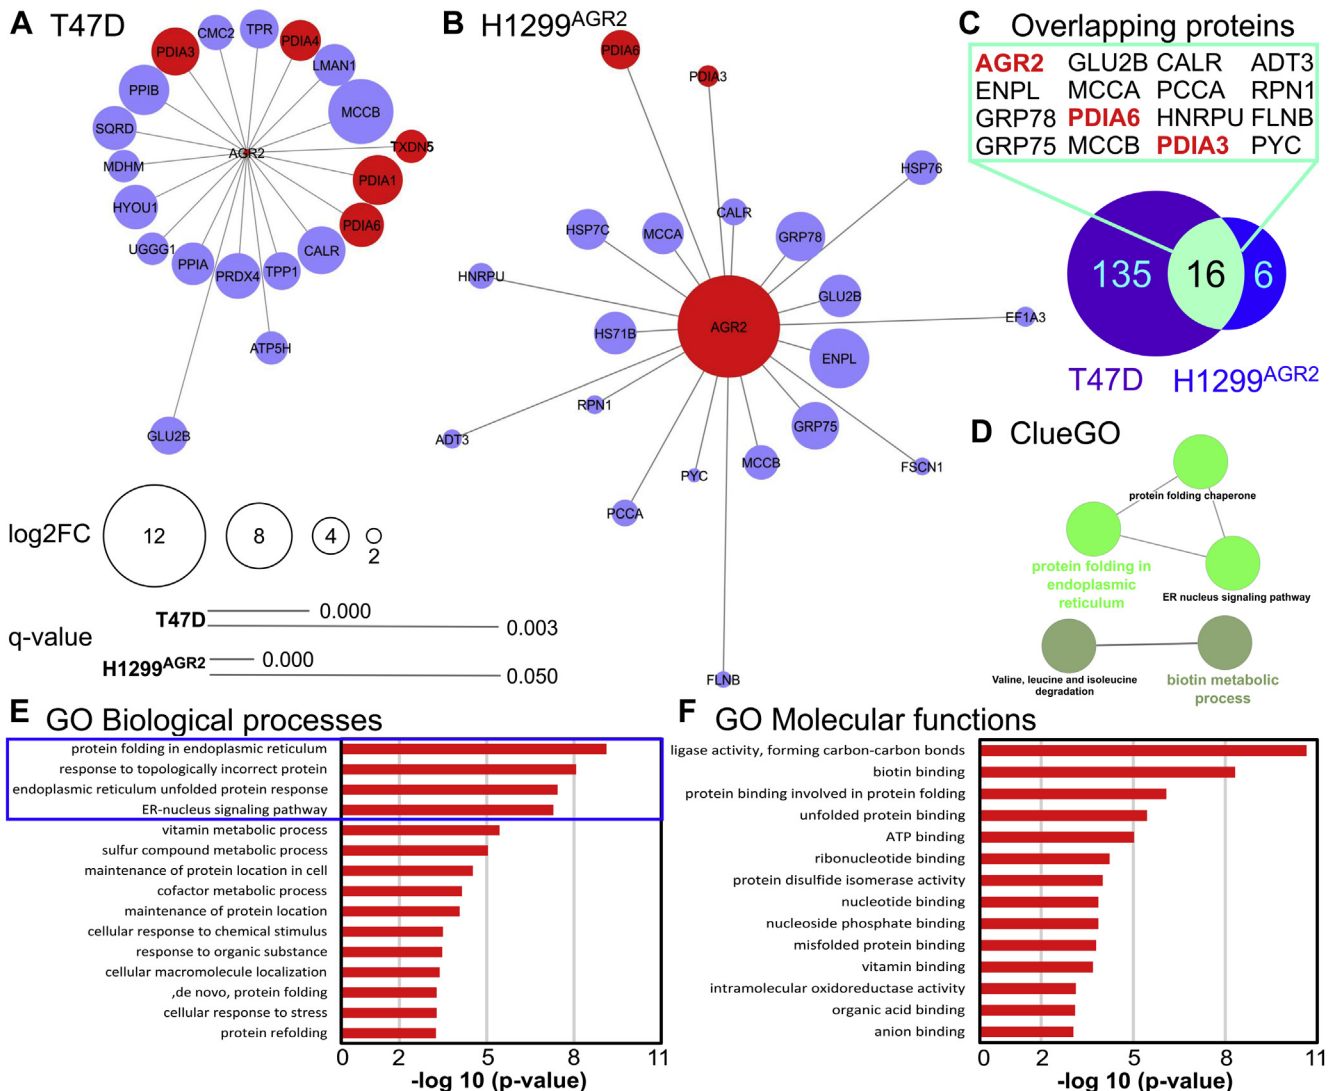 A T47D
CMC2
TPR
PDIA4
PDIA3
LMAN1
PPIB
MCCB
SQRD
AGR2
TXDN5
MDHM
PDIA1
HYOU1
PDIA6
UGGG1
CALR
PPIA
PRDX4
TPP1
ATP5H
GLU2B
log2FC
12
8
4
2
q-value
T47D
0.000
0.003
H1299AGR2
0.000
0.050
B H1299AGR2
PDIA6
PDIA3
HSP76
CALR
HSP7C
MCCA
GRP78
HNRPU
GLU2B
EF1A3
AGR2
HS71B
ENPL
RPN1
ADT3
GRP75
MCCB
FSCN1
PYC
PCCA
FLNB
C Overlapping proteins
AGR2 GLU2B CALR ADT3
ENPL MCCA PCCA RPN1
GRP78 PDIA6 HNRPU FLNB
GRP75 MCCB PDIA3 PYC
135 16 6
T47D H1299AGR2
D ClueGO
protein folding chaperone
protein folding in
endoplasmic
reticulum
ER nucleus signaling pathway
Valine, leucine and isoleucine
degradation
biotin metabolic
process
E GO Biological processes
protein folding in endoplasmic reticulum
response to topologically incorrect protein
endoplasmic reticulum unfolded protein response
ER-nucleus signaling pathway
vitamin metabolic process
sulfur compound metabolic process
maintenance of protein location in cell
cofactor metabolic process
maintenance of protein location
cellular response to chemical stimulus
response to organic substance
cellular macromolecule localization
,de novo, protein folding
cellular response to stress
protein refolding
0 2 5 8 11
-log 10 (p-value)
F GO Molecular functions
ligase activity, forming carbon-carbon bonds
biotin binding
protein binding involved in protein folding
unfolded protein binding
ATP binding
ribonucleotide binding
protein disulfide isomerase activity
nucleotide binding
nucleoside phosphate binding
misfolded protein binding
vitamin binding
intramolecular oxidoreductase activity
organic acid binding
anion binding
0 2 5 8 11
-log 10 (p-value)